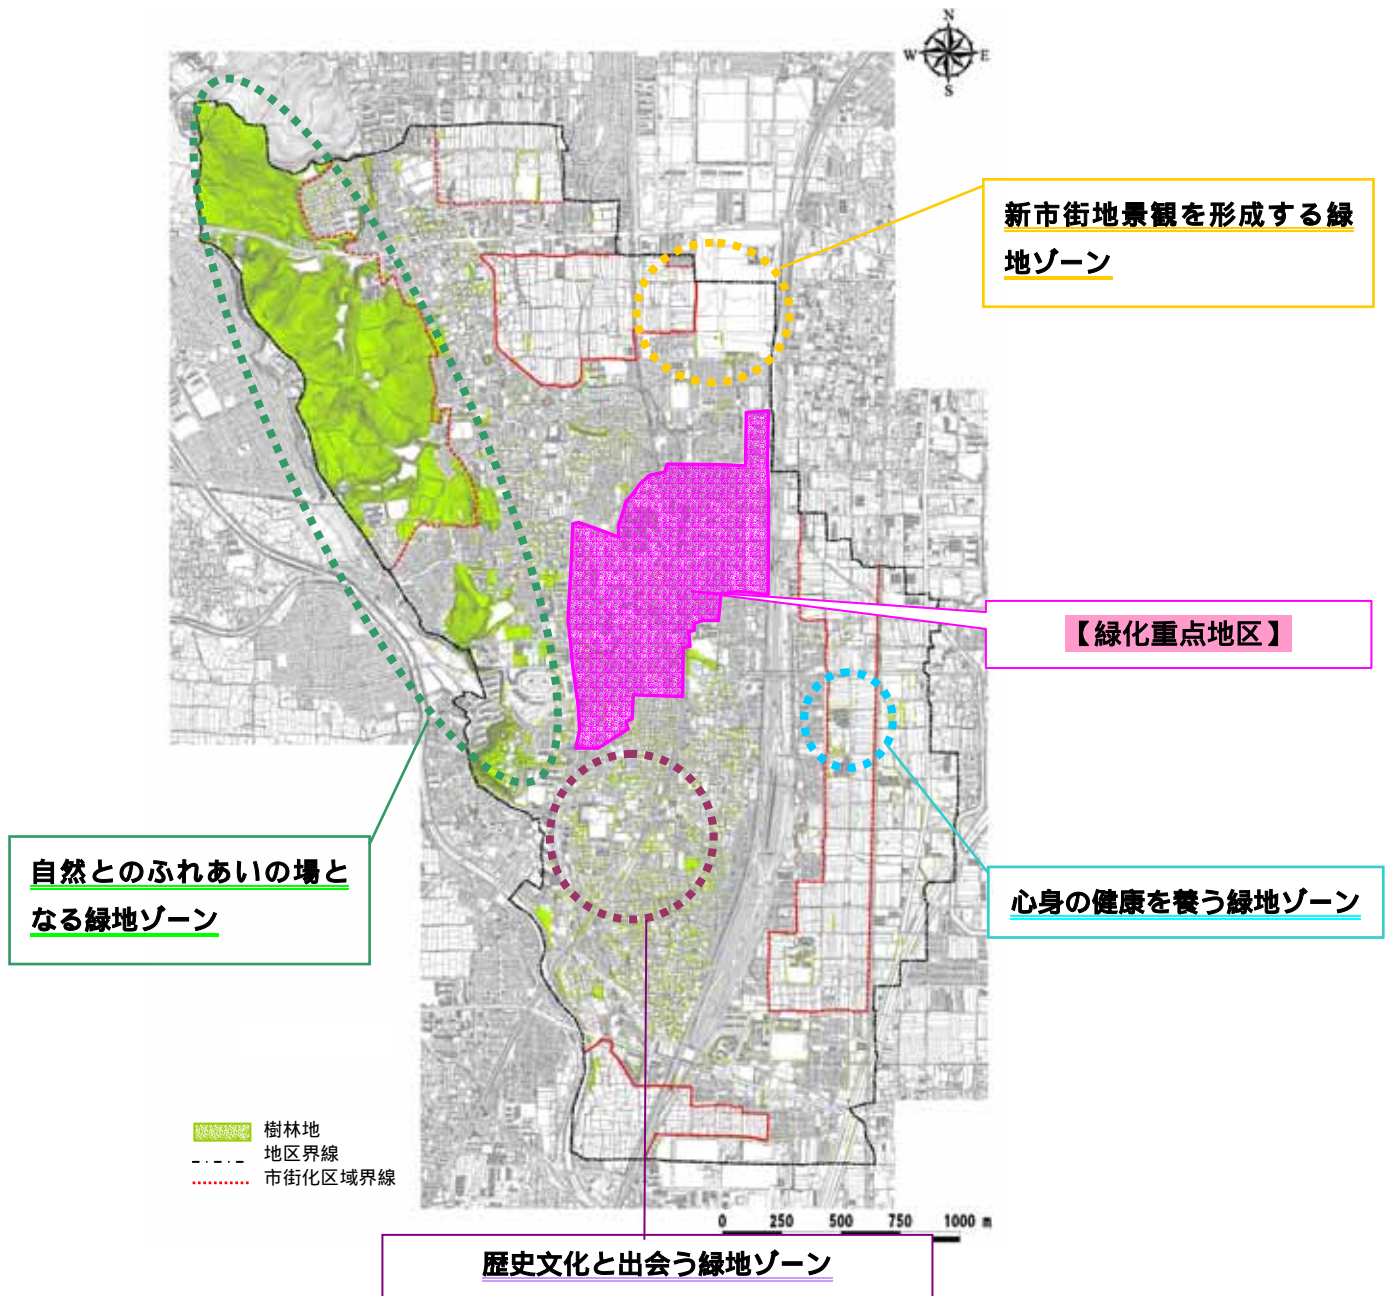 N
W E
S
新市街地景観を形成する緑
地ゾーン
【緑化重点地区】
自然とのふれあいの場と
なる緑地ゾーン
心身の健康を養う緑地ゾーン
樹林地
地区界線
市街化区域界線
0 250 500 750 1000 m
歴史文化と出会う緑地ゾーン